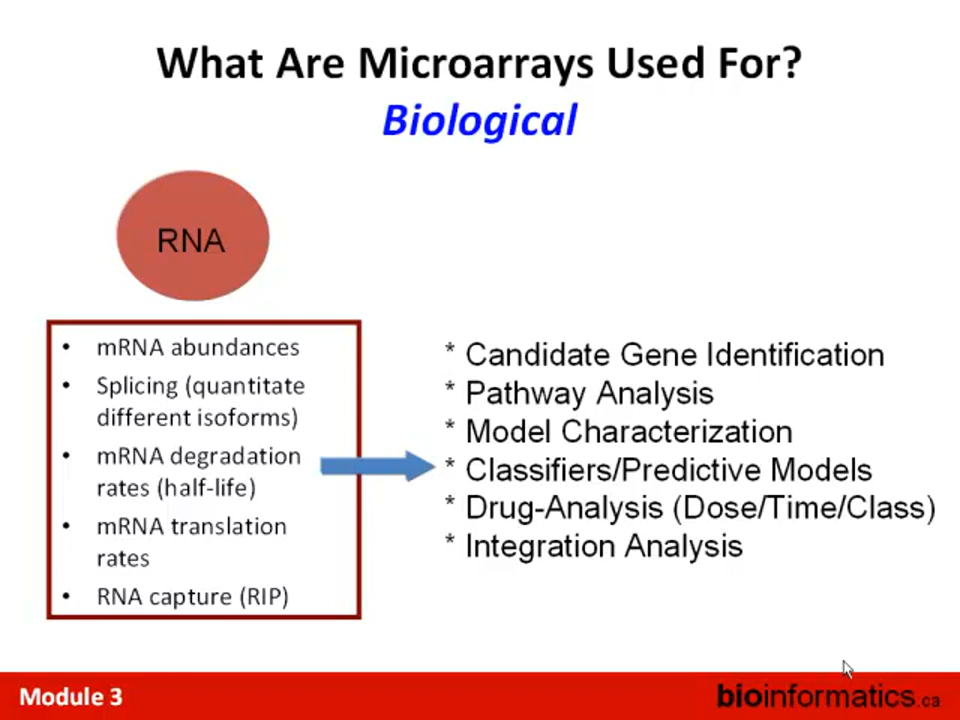 What Are Microarrays Used For?
Biological
RNA
• mRNA abundances
• Splicing (quantitate
different isoforms)
• mRNA degradation
rates (half-life)
• mRNA translation
rates
• RNA capture (RIP)
* Candidate Gene Identification
* Pathway Analysis
* Model Characterization
* Classifiers/Predictive Models
* Drug-Analysis (Dose/Time/Class)
* Integration Analysis
Module 3
bioinformatics.ca